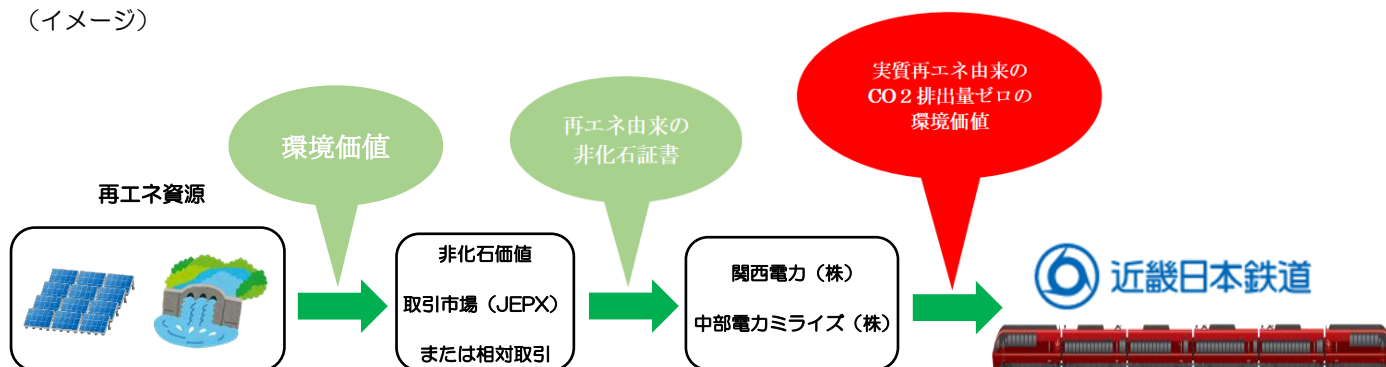 （イメージ）
環境価値
再エネ由来の
非化石証書
実質再エネ由来の
CO２排出量ゼロの
環境価値
再エネ資源
非化石価値
取引市場（JEPX）
または相対取引
関西電力（株）
中部電力ミライズ（株）
近畿日本鉄道